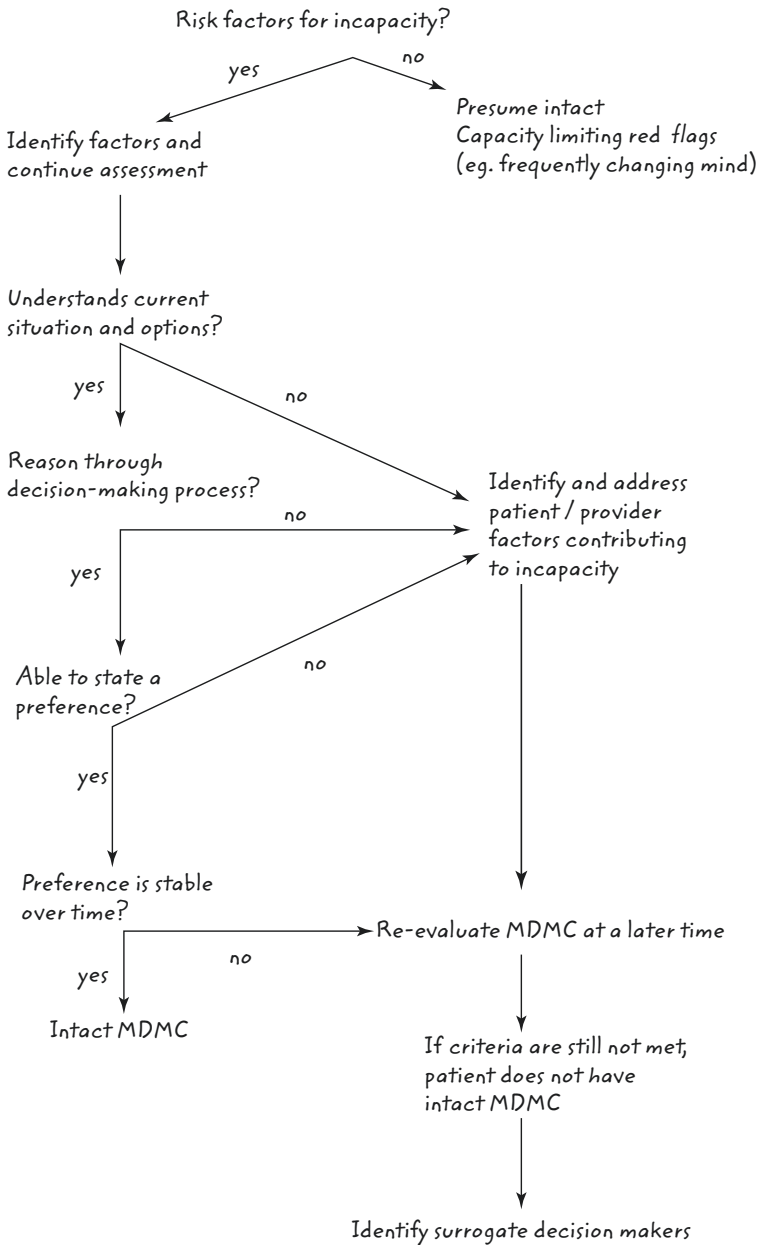 Risk factors for incapacity?
yes
no
Presume intact
Capacity limiting red flags
(eg. frequently changing mind)
Identify factors and
continue assessment
Understands current
situation and options?
yes
no
Reason through
decision-making process?
no
yes
Identify and address
patient / provider
factors contributing
to incapacity
Able to state a
preference?
no
yes
Preference is stable
over time?
no
yes
Re-evaluate MDMC at a later time
Intact MDMC
If criteria are still not met,
patient does not have
intact MDMC
Identify surrogate decision makers